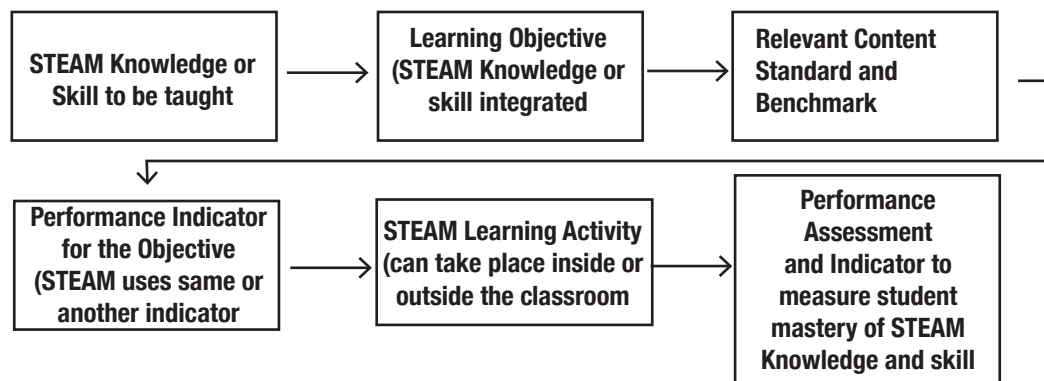 STEAM Knowledge or
Skill to be taught
Learning Objective
(STEAM Knowledge or
skill integrated
Relevant Content
Standard and
Benchmark
Performance Indicator
for the Objective
(STEAM uses same or
another indicator
STEAM Learning Activity
(can take place inside or
outside the classroom
Performance
Assessment
and Indicator to
measure student
mastery of STEAM
Knowledge and skill